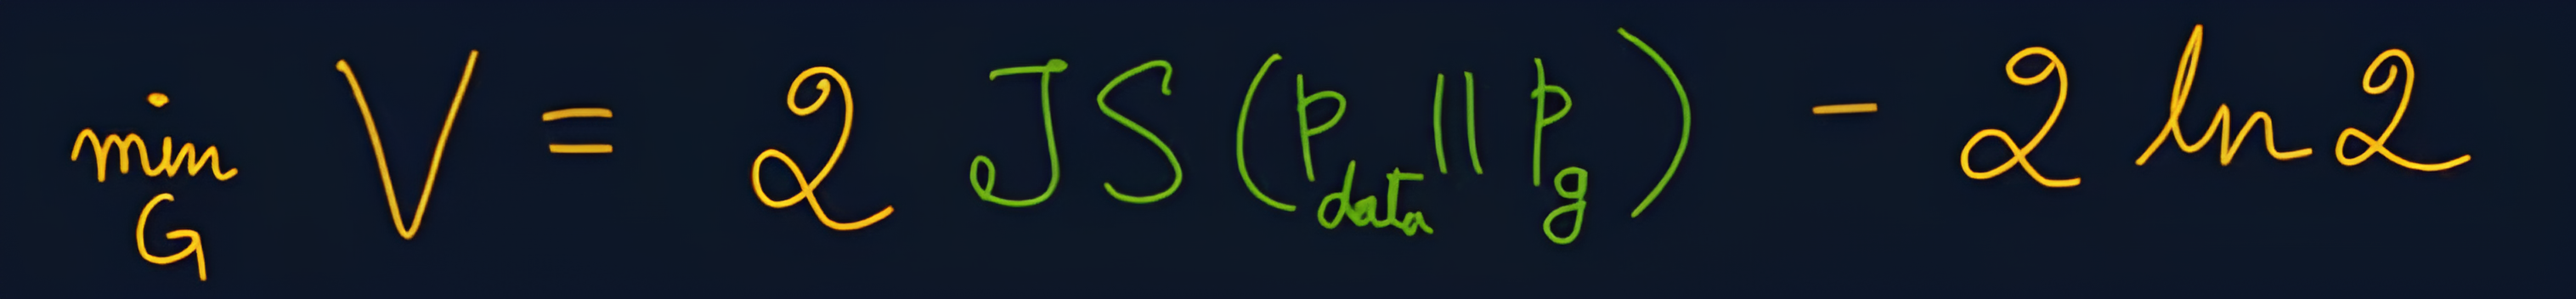 min G V = 2 JS (p_data || p_g) - 2 ln 2